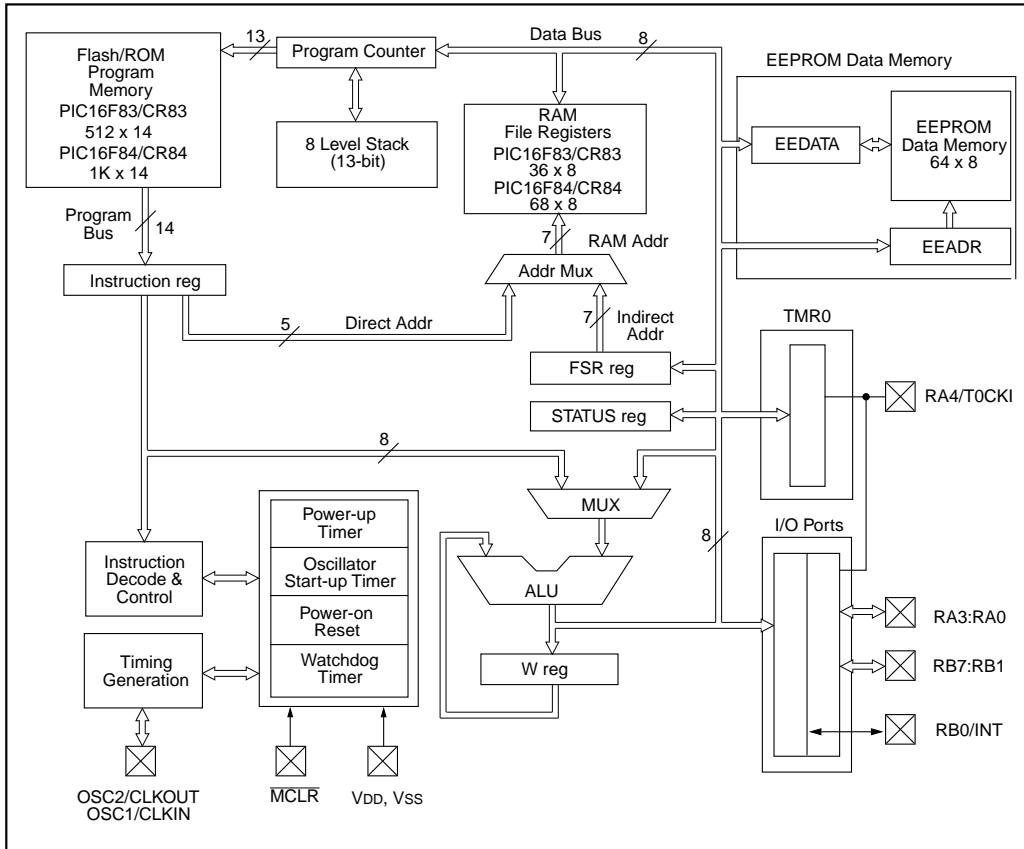 Flash/ROM
Program
Memory
PIC16F83/CR83
512 x 14
PIC16F84/CR84
1K x 14
13
Program Counter
8 Level Stack
(13-bit)
Data Bus
8
RAM
File Registers
PIC16F83/CR83
36 x 8
PIC16F84/CR84
68 x 8
EEPROM Data Memory
EEDATA
EEPROM
Data Memory
64 x 8
EEADR
Program
Bus
14
Instruction reg
7
RAM Addr
Addr Mux
5
Direct Addr
7
Indirect
Addr
FSR reg
STATUS reg
TMR0
RA4/T0CKI
8
MUX
8
I/O Ports
ALU
W reg
Power-up
Timer
Oscillator
Start-up Timer
Power-on
Reset
Watchdog
Timer
Instruction
Decode &
Control
Timing
Generation
RA3:RA0
RB7:RB1
RB0/INT
OSC2/CLKOUT
OSC1/CLKIN
MCLR
VDD, VSS